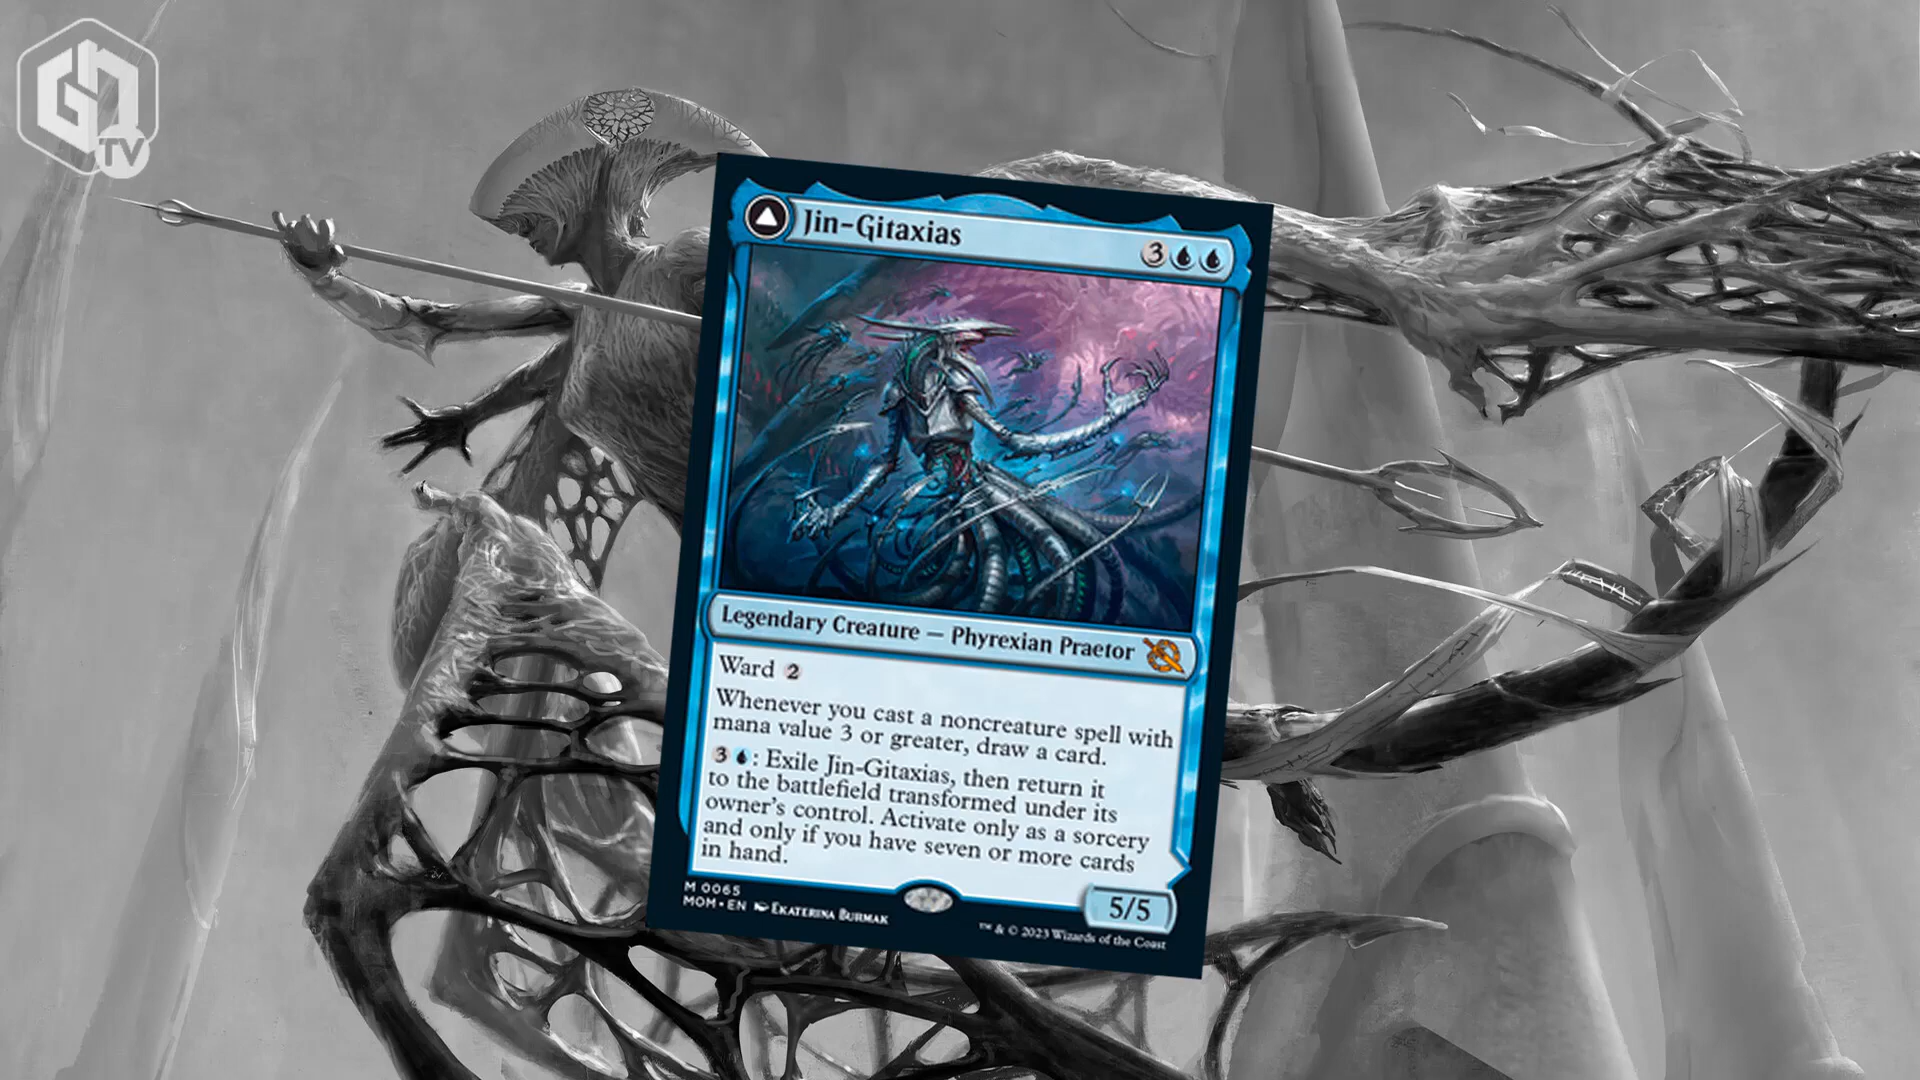 GN
TV
Jin-Gitaxias
3
Legendary Creature — Phyrexian Praetor
Ward 2
Whenever you cast a noncreature spell with
mana value 3 or greater, draw a card.
3 : Exile Jin-Gitaxias, then return it
to the battlefield transformed under its
owner's control. Activate only as a sorcery
and only if you have seven or more cards
in hand.
5/5
M 0065
MOM • EN EKATERINA BURMAK
™ & © 2023 Wizards of the Coast